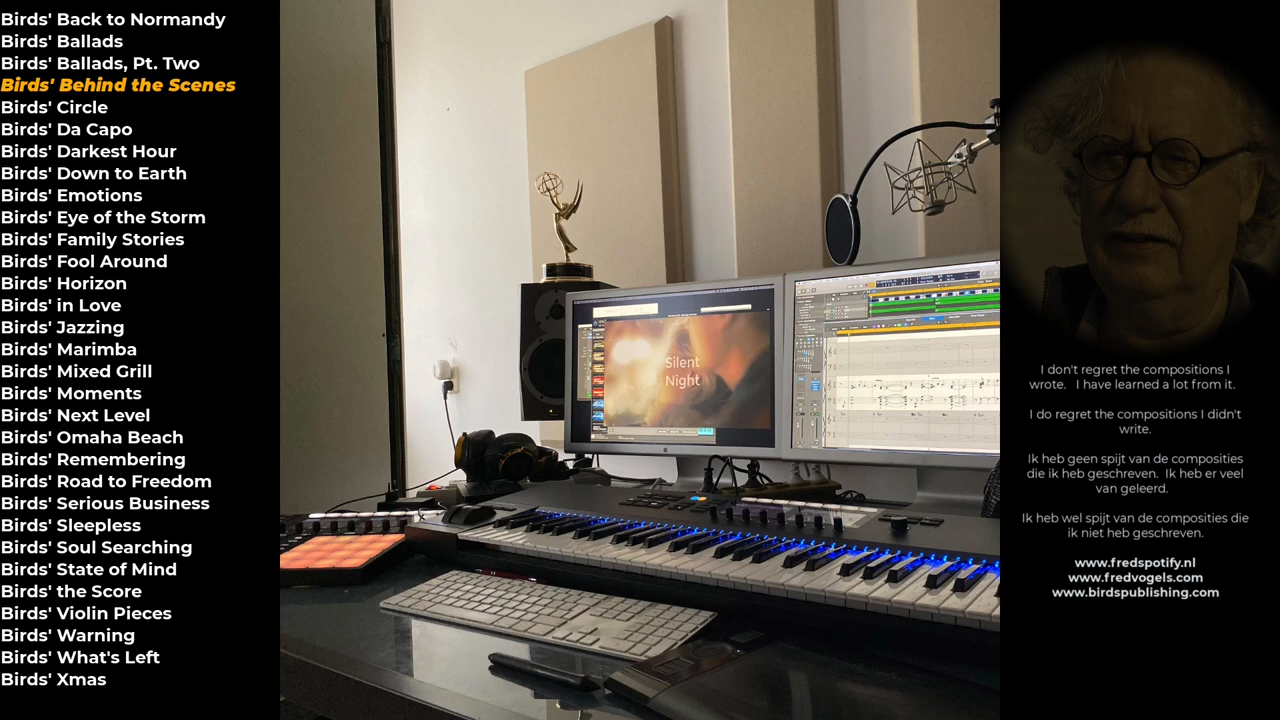 Birds' Back to Normandy
Birds' Ballads
Birds' Ballads, Pt. Two
Birds' Behind the Scenes
Birds' Circle
Birds' Da Capo
Birds' Darkest Hour
Birds' Down to Earth
Birds' Emotions
Birds' Eye of the Storm
Birds' Family Stories
Birds' Fool Around
Birds' Horizon
Birds' in Love
Birds' Jazzing
Birds' Marimba
Birds' Mixed Grill
Birds' Moments
Birds' Next Level
Birds' Omaha Beach
Birds' Remembering
Birds' Road to Freedom
Birds' Serious Business
Birds' Sleepless
Birds' Soul Searching
Birds' State of Mind
Birds' the Score
Birds' Violin Pieces
Birds' Warning
Birds' What's Left
Birds' Xmas
Silent
Night
I don't regret the compositions I
wrote.   I have learned a lot from it.
I do regret the compositions I didn't
write.
Ik heb geen spijt van de composities
die ik heb geschreven.  Ik heb er veel
van geleerd.
Ik heb wel spijt van de composities die
ik niet heb geschreven.
www.fredspotify.nl
www.fredvogels.com
www.birdspublishing.com